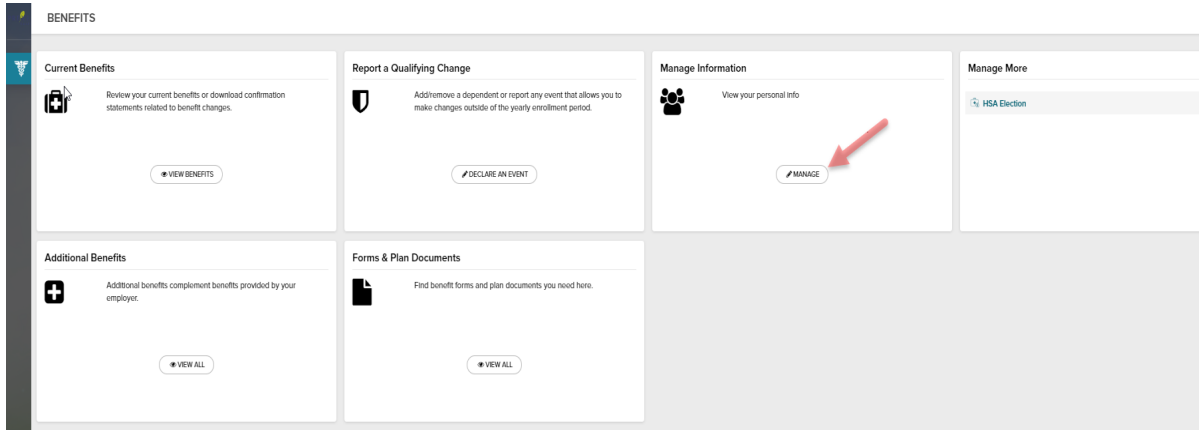 BENEFITS
Current Benefits
Review your current benefits or download confirmation
statements related to benefit changes.
VIEW BENEFITS
Report a Qualifying Change
Add/remove a dependent or report any event that allows you to
make changes outside of the yearly enrollment period.
DECLARE AN EVENT
Manage Information
View your personal info
MANAGE
Manage More
HSA Election
Additional Benefits
Additional benefits complement benefits provided by your
employer.
VIEW ALL
Forms & Plan Documents
Find benefit forms and plan documents you need here.
VIEW ALL